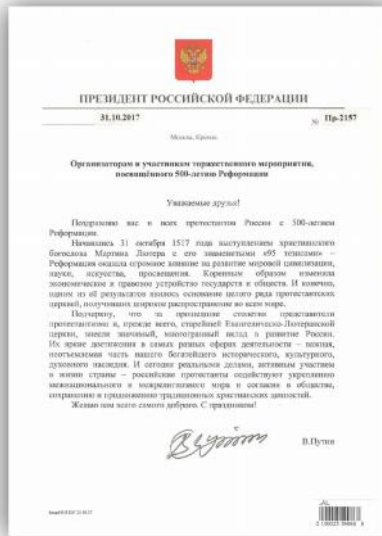 ПРЕЗИДЕНТ РОССИЙСКОЙ ФЕДЕРАЦИИ
31.10.2017
№ Пр-2157
Москва, Кремль
Организаторам и участникам торжественного мероприятия,
посвящённого 500-летию Реформации
Уважаемые друзья!
Поздравляю вас и всех протестантов России с 500-летием
Реформации.
Начавшись 31 октября 1517 года выступлением христианского
богослова Мартина Лютера с его знаменитыми «95 тезисами» –
Реформация оказала огромное влияние на развитие мировой цивилизации,
науки, искусства, просвещения. Коренным образом изменила
экономическое и правовое устройство государств и обществ. И конечно,
одним из её результатов явилось основание целого ряда протестантских
церквей, получивших широкое распространение во всём мире.
Подчеркну, что за прошедшие столетия представители
протестантизма и, прежде всего, старейшей Евангелическо-Лютеранской
церкви, внесли значимый, многогранный вклад в развитие России.
Их яркие достижения в самых разных сферах деятельности – важная,
неотъемлемая часть нашего богатейшего исторического, культурного,
духовного наследия. И сегодня реальными делами, активным участием
в жизни страны – российские протестанты содействуют укреплению
межнационального и межрелигиозного мира и согласия в обществе,
сохранению и продвижению традиционных христианских ценностей.
Желаю вам всего самого доброго. С праздником!
В.Путин